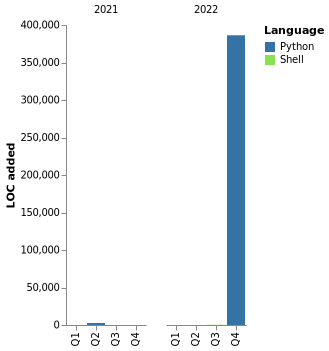 2021
2022
Language
Python
Shell
LOC added
400,000
350,000
300,000
250,000
200,000
150,000
100,000
50,000
0
Q1
Q2
Q3
Q4
Q1
Q2
Q3
Q4